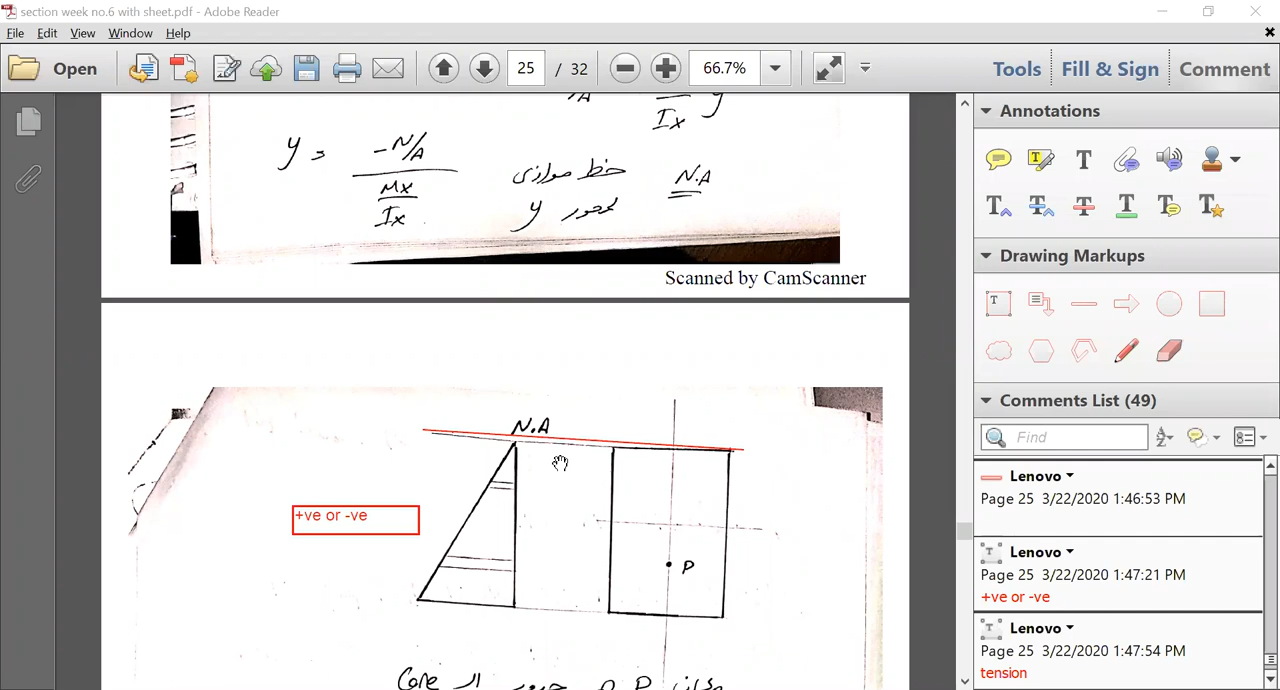 section week no.6 with sheet.pdf - Adobe Reader
File Edit View Window Help
Open
25 / 32
66.7%
Tools Fill & Sign Comment
Ix y
y = -N/A
Mx
Ix
خط موازى
لمحور y
N.A
Scanned by CamScanner
N.A
+ve or -ve
P
Core
Annotations
Drawing Markups
Comments List (49)
Find
Lenovo
Page 25 3/22/2020 1:46:53 PM
Lenovo
Page 25 3/22/2020 1:47:21 PM
+ve or -ve
Lenovo
Page 25 3/22/2020 1:47:54 PM
tension